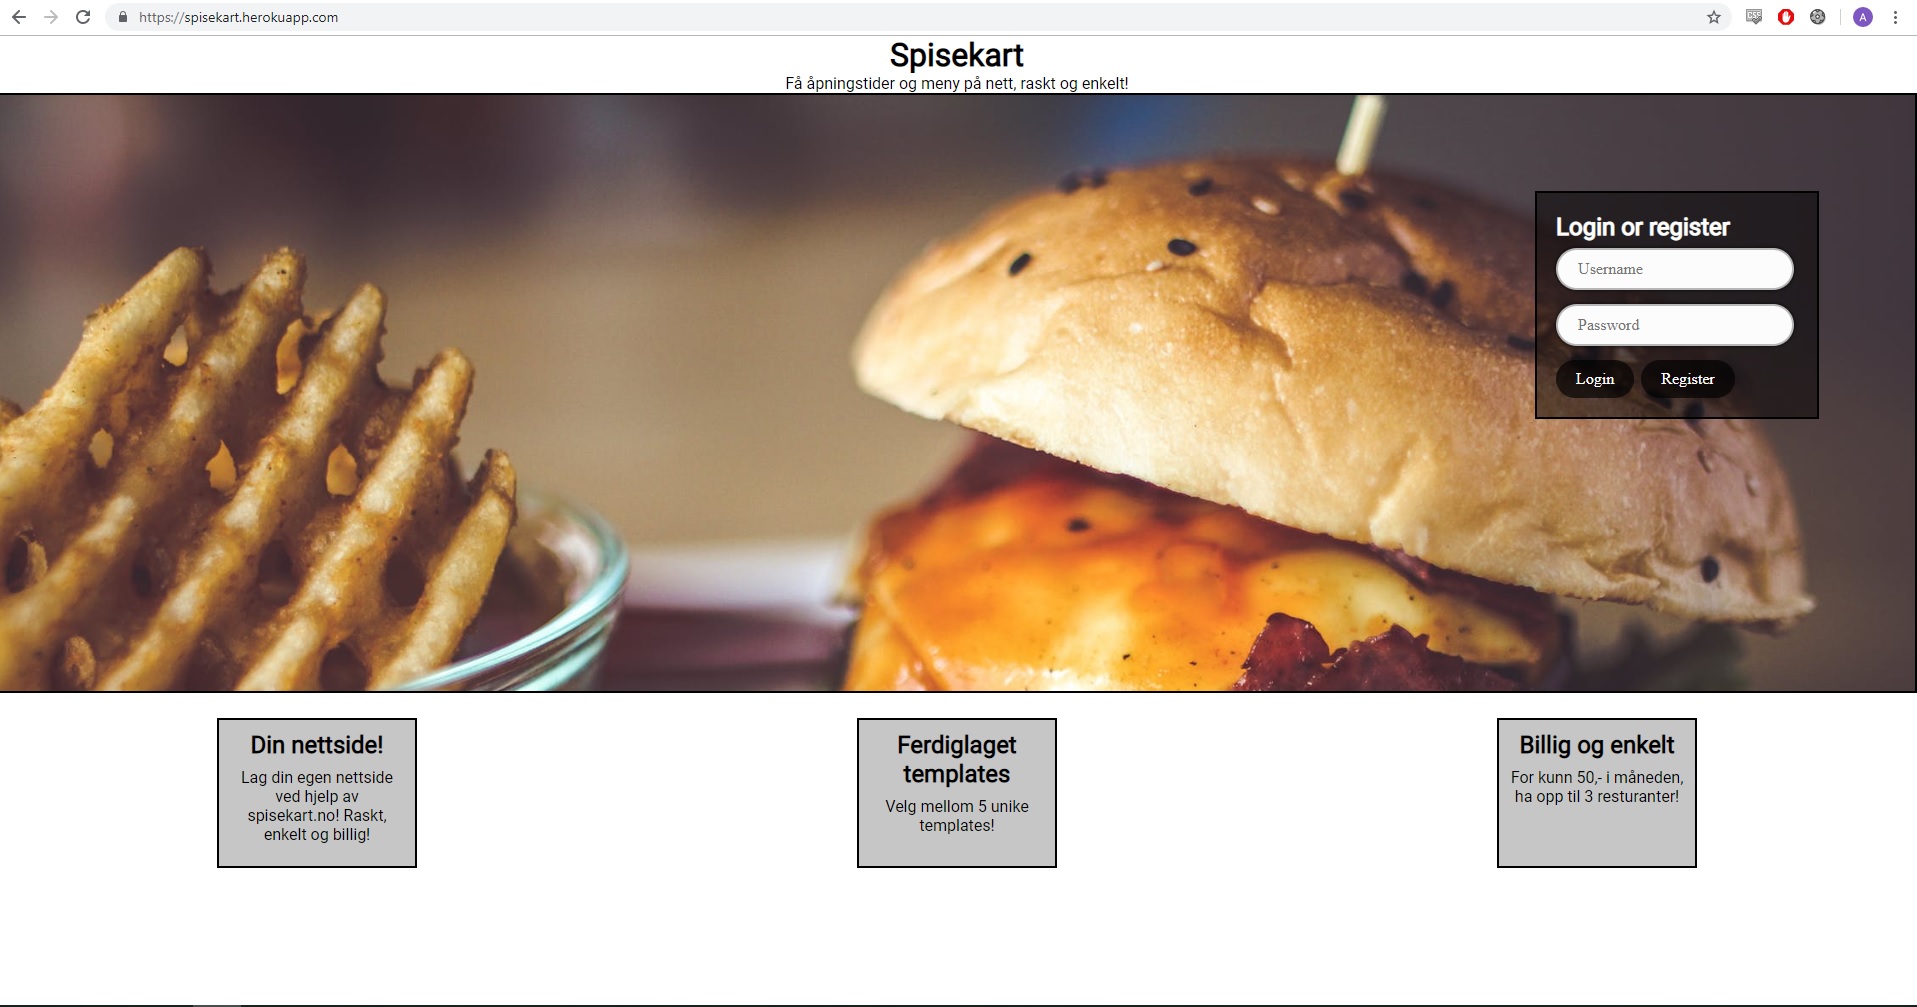 https://spisekart.herokuapp.com
A
Spisekart
Få åpningstider og meny på nett, raskt og enkelt!
Login or register
Username
Password
Login Register
Din nettside!
Lag din egen nettside
ved hjelp av
spisekart.no! Raskt,
enkelt og billig!
Ferdiglaget
templates
Velg mellom 5 unike
templates!
Billig og enkelt
For kunn 50,- i måneden,
ha opp til 3 resturanter!